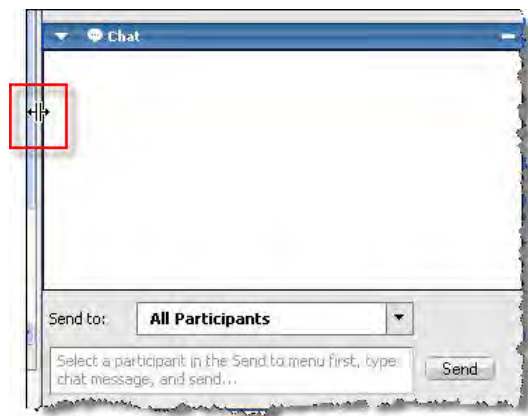 Chat
Send to: All Participants
Select a participant in the Send to menu first, type
chat message, and send...
Send